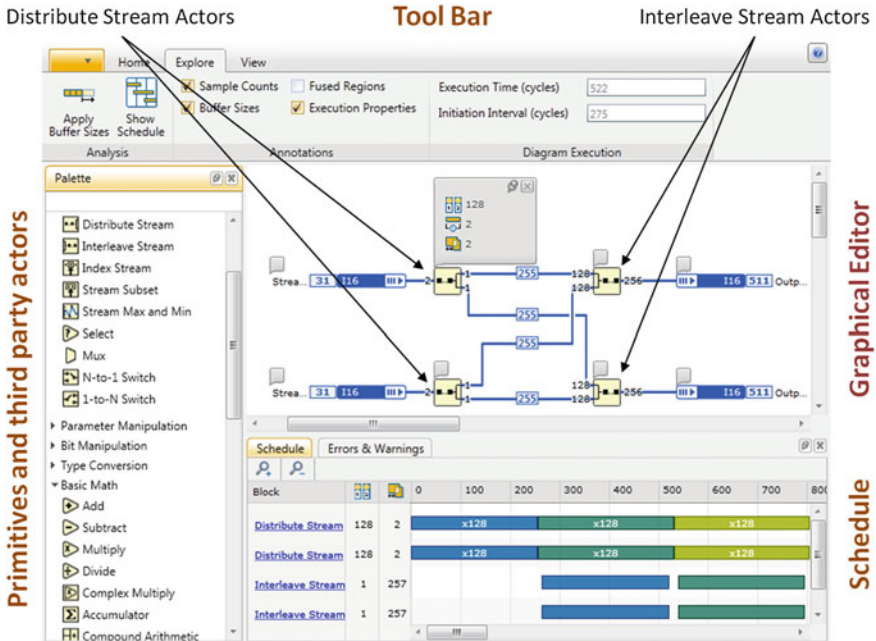 Distribute Stream Actors
Tool Bar
Interleave Stream Actors
Home
Explore
View
Apply Buffer Sizes
Show Schedule
Analysis
Sample Counts
Fused Regions
Buffer Sizes
Execution Properties
Annotations
Execution Time (cycles) 522
Initiation Interval (cycles) 275
Diagram Execution
Primitives and third party actors
Palette
Distribute Stream
Interleave Stream
Index Stream
Stream Subset
Stream Max and Min
Select
Mux
N-to-1 Switch
1-to-N Switch
Parameter Manipulation
Bit Manipulation
Type Conversion
Basic Math
Add
Subtract
Multiply
Divide
Complex Multiply
Accumulator
Compound Arithmetic
128
2
2
Strea... 31 I16 2 1 255 128 256 I16 511 Outp...
1 128
255
255
Strea... 31 I16 2 1 128 256 I16 511 Outp...
1 255 128
Graphical Editor
Schedule
Errors & Warnings
Block 0 100 200 300 400 500 600 700 800
Distribute Stream 128 2 x128 x128 x128
Distribute Stream 128 2 x128 x128 x128
Interleave Stream 1 257
Interleave Stream 1 257
Schedule